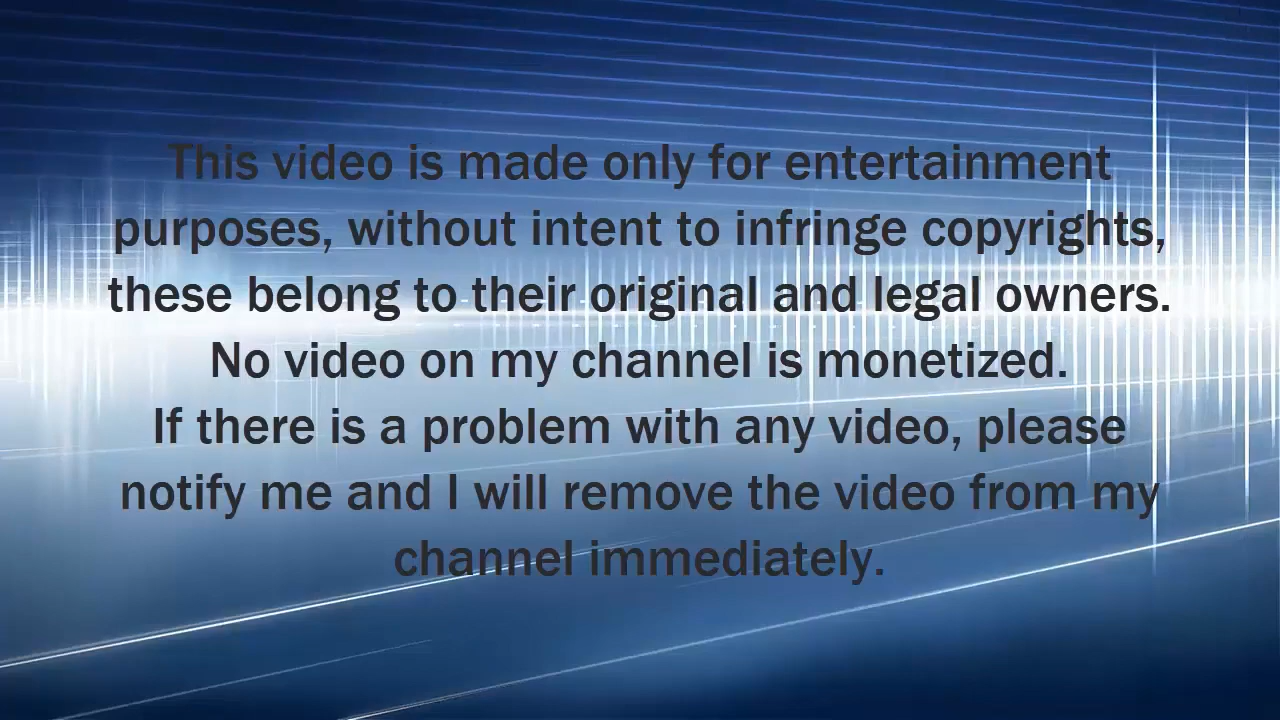 This video is made only for entertainment
purposes, without intent to infringe copyrights,
these belong to their original and legal owners.
No video on my channel is monetized.
If there is a problem with any video, please
notify me and I will remove the video from my
channel immediately.